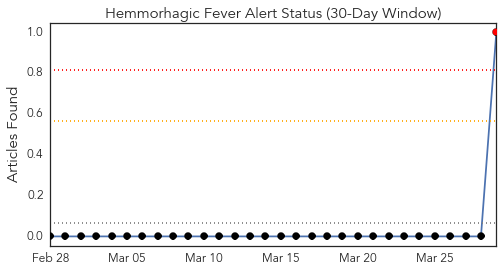 Hemmorhagic Fever Alert Status (30-Day Window)
Articles Found
1.0
0.8
0.6
0.4
0.2
0.0
Feb 28 Mar 05 Mar 10 Mar 15 Mar 20 Mar 25